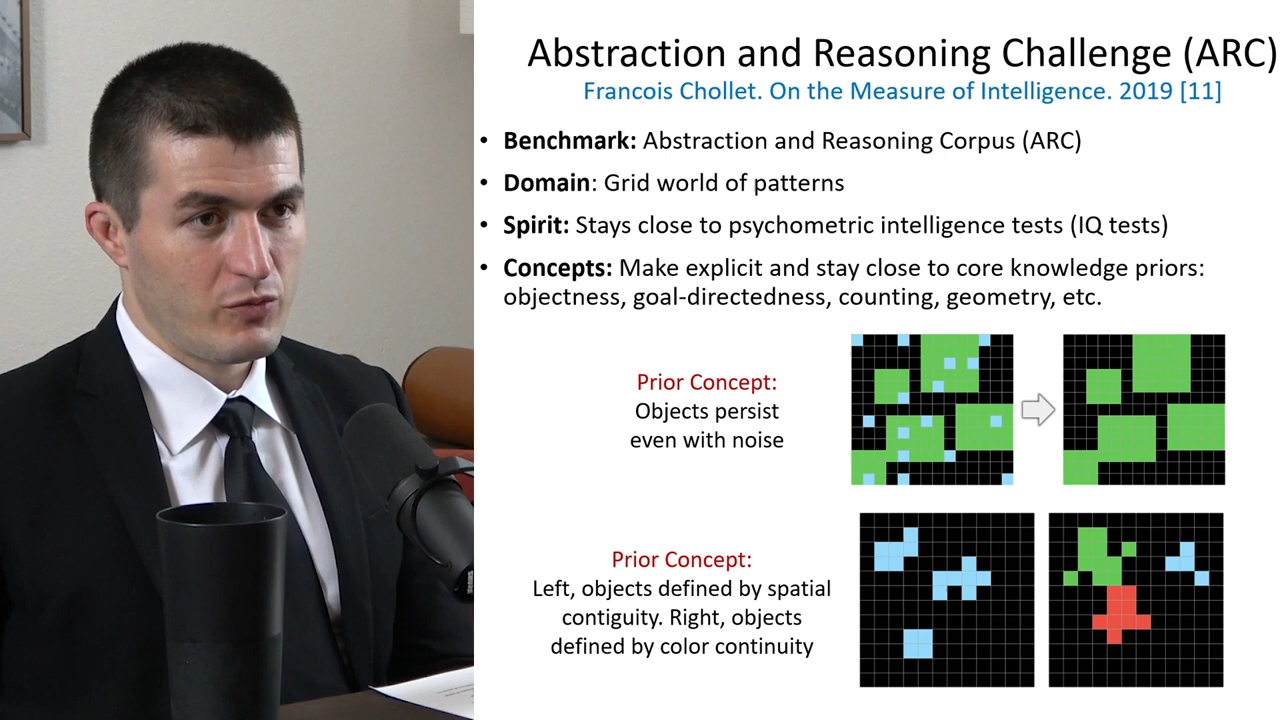 Abstraction and Reasoning Challenge (ARC)
Francois Chollet. On the Measure of Intelligence. 2019 [11]
• Benchmark: Abstraction and Reasoning Corpus (ARC)
• Domain: Grid world of patterns
• Spirit: Stays close to psychometric intelligence tests (IQ tests)
• Concepts: Make explicit and stay close to core knowledge priors:
objectness, goal-directedness, counting, geometry, etc.
Prior Concept:
Objects persist
even with noise
Prior Concept:
Left, objects defined by spatial
contiguity. Right, objects
defined by color continuity